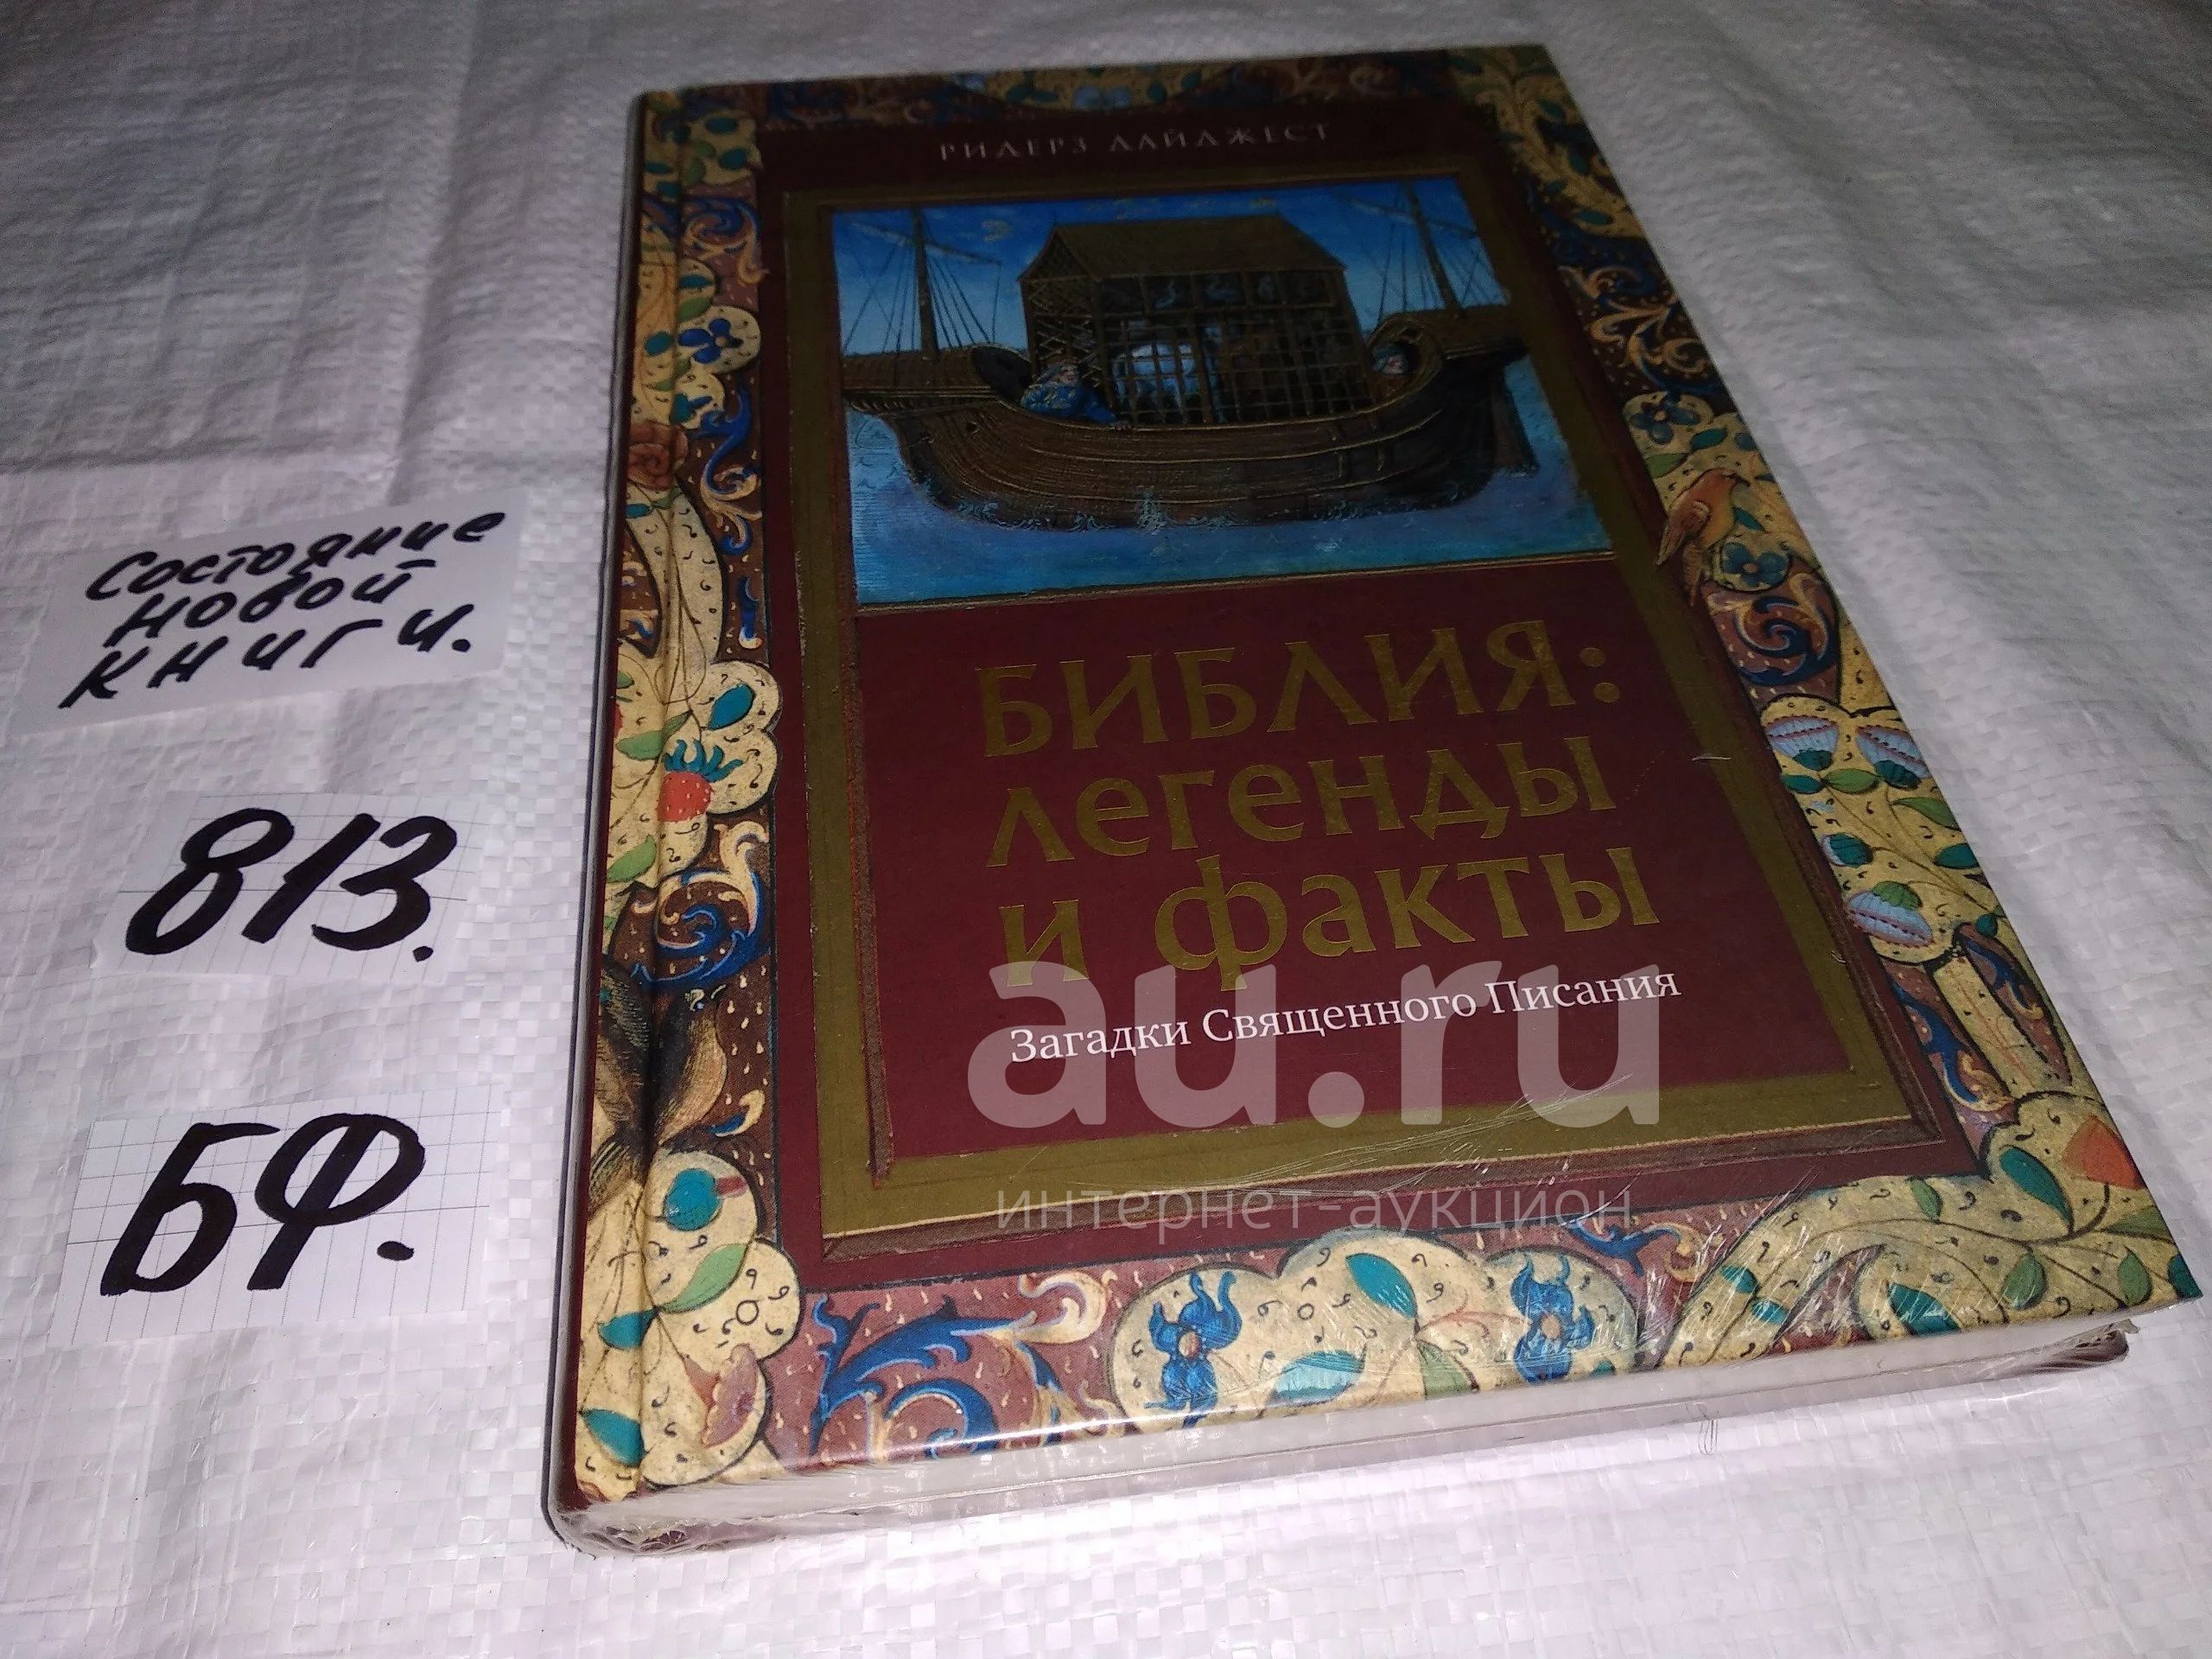 РИДЕРЗ ДАЙДЖЕСТ
БИБЛИЯ:
легенды
и факты
Загадки Священного Писания
Состояние
новой
книги.
813.
БФ.
au.ru
интернет-аукцион